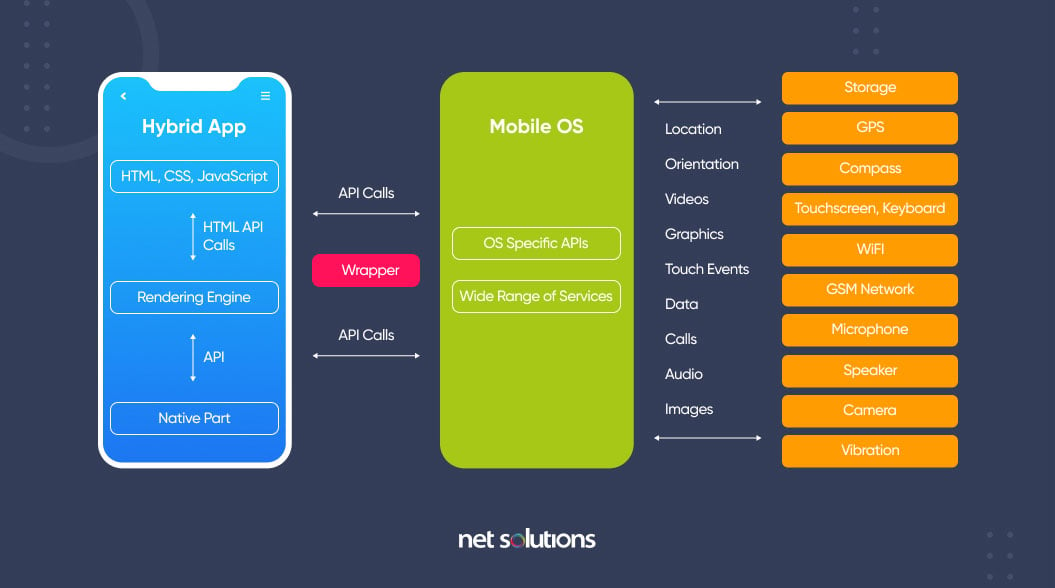 Hybrid App
HTML, CSS, JavaScript
HTML API
Calls
Rendering Engine
API
Native Part
API Calls
Wrapper
API Calls
Mobile OS
OS Specific APIs
Wide Range of Services
Location
Orientation
Videos
Graphics
Touch Events
Data
Calls
Audio
Images
Storage
GPS
Compass
Touchscreen, Keyboard
WiFI
GSM Network
Microphone
Speaker
Camera
Vibration
net solutions